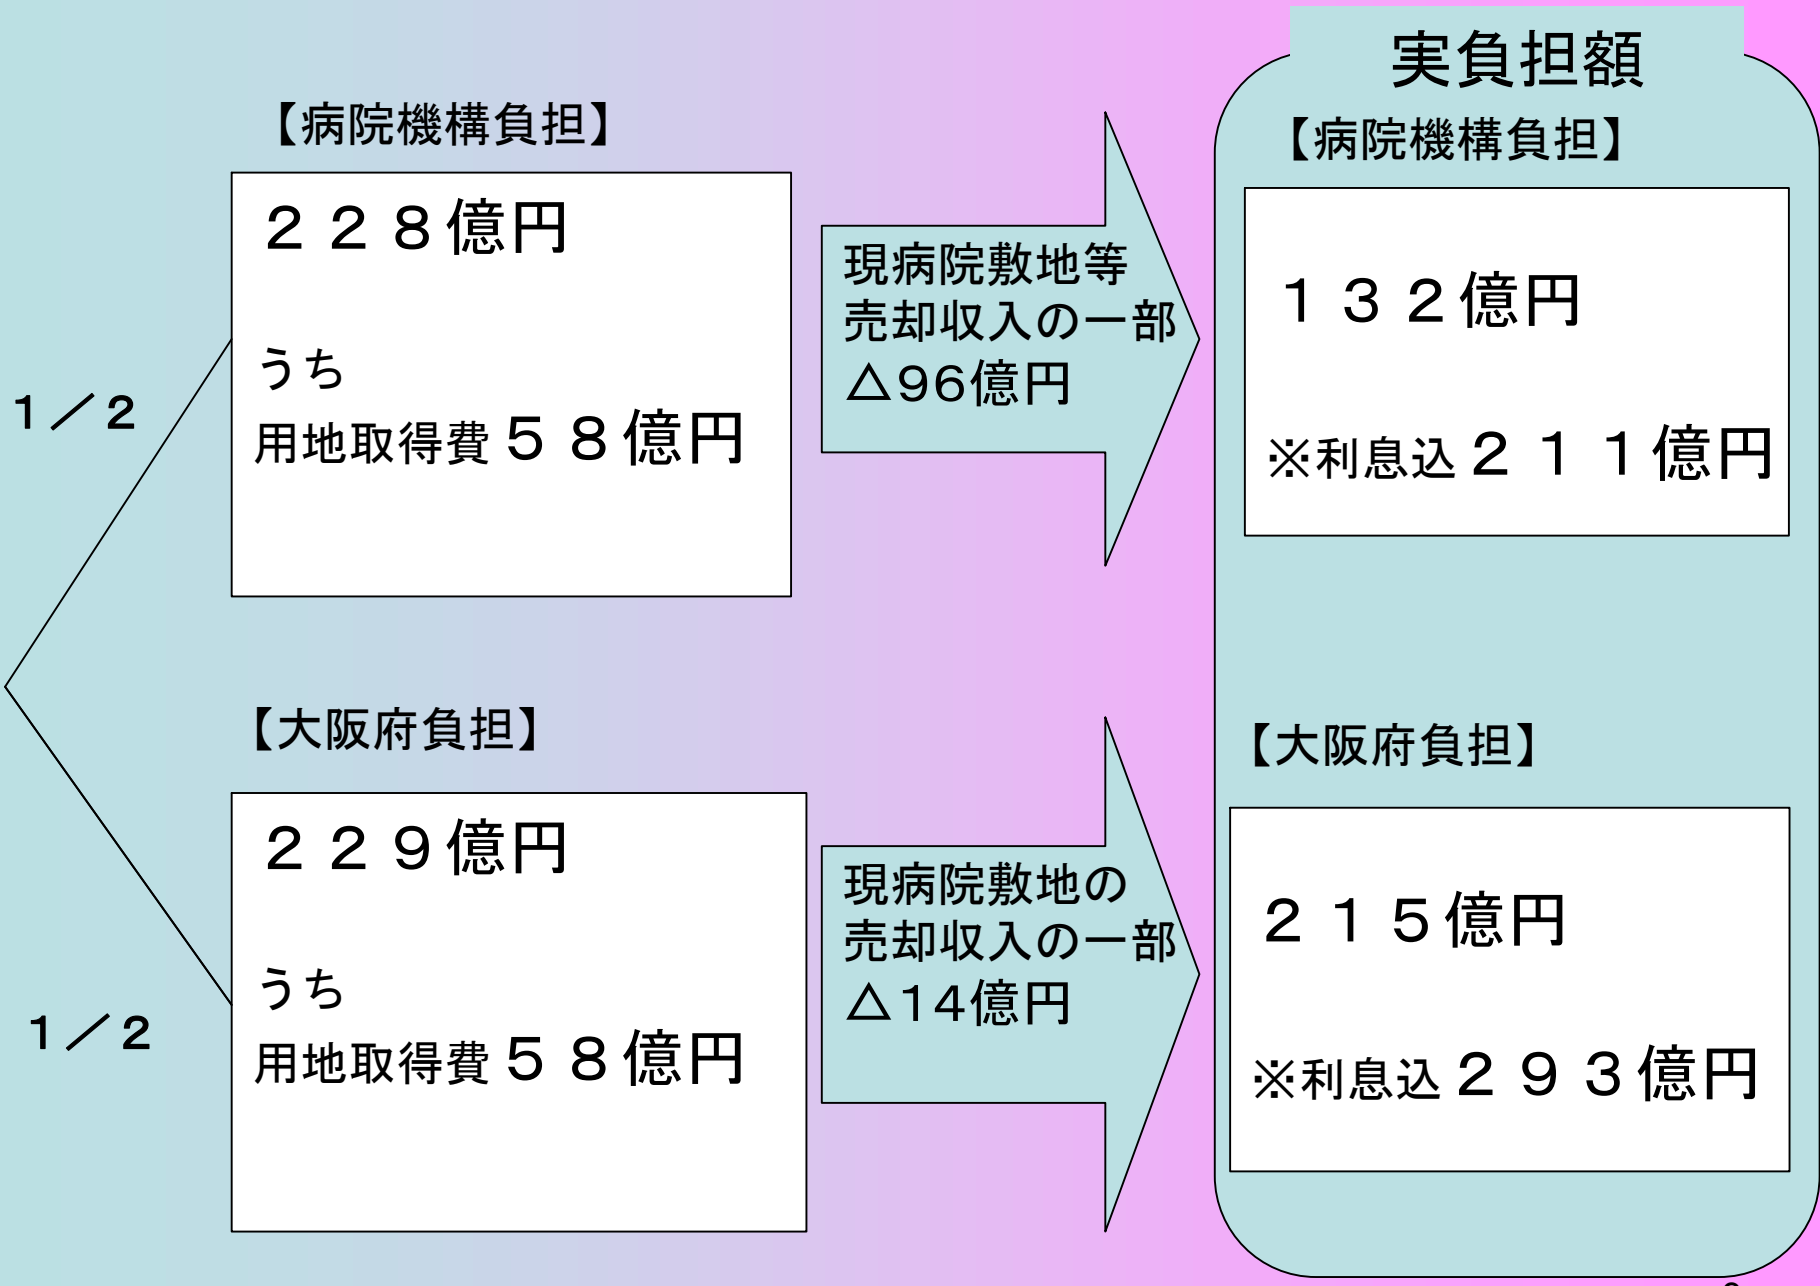 １／２
【病院機構負担】
２２８億円
うち
用地取得費５８億円
現病院敷地等
売却収入の一部
△96億円
実負担額
【病院機構負担】
１３２億円
※利息込２１１億円
１／２
【大阪府負担】
２２９億円
うち
用地取得費５８億円
現病院敷地の
売却収入の一部
△14億円
【大阪府負担】
２１５億円
※利息込２９３億円